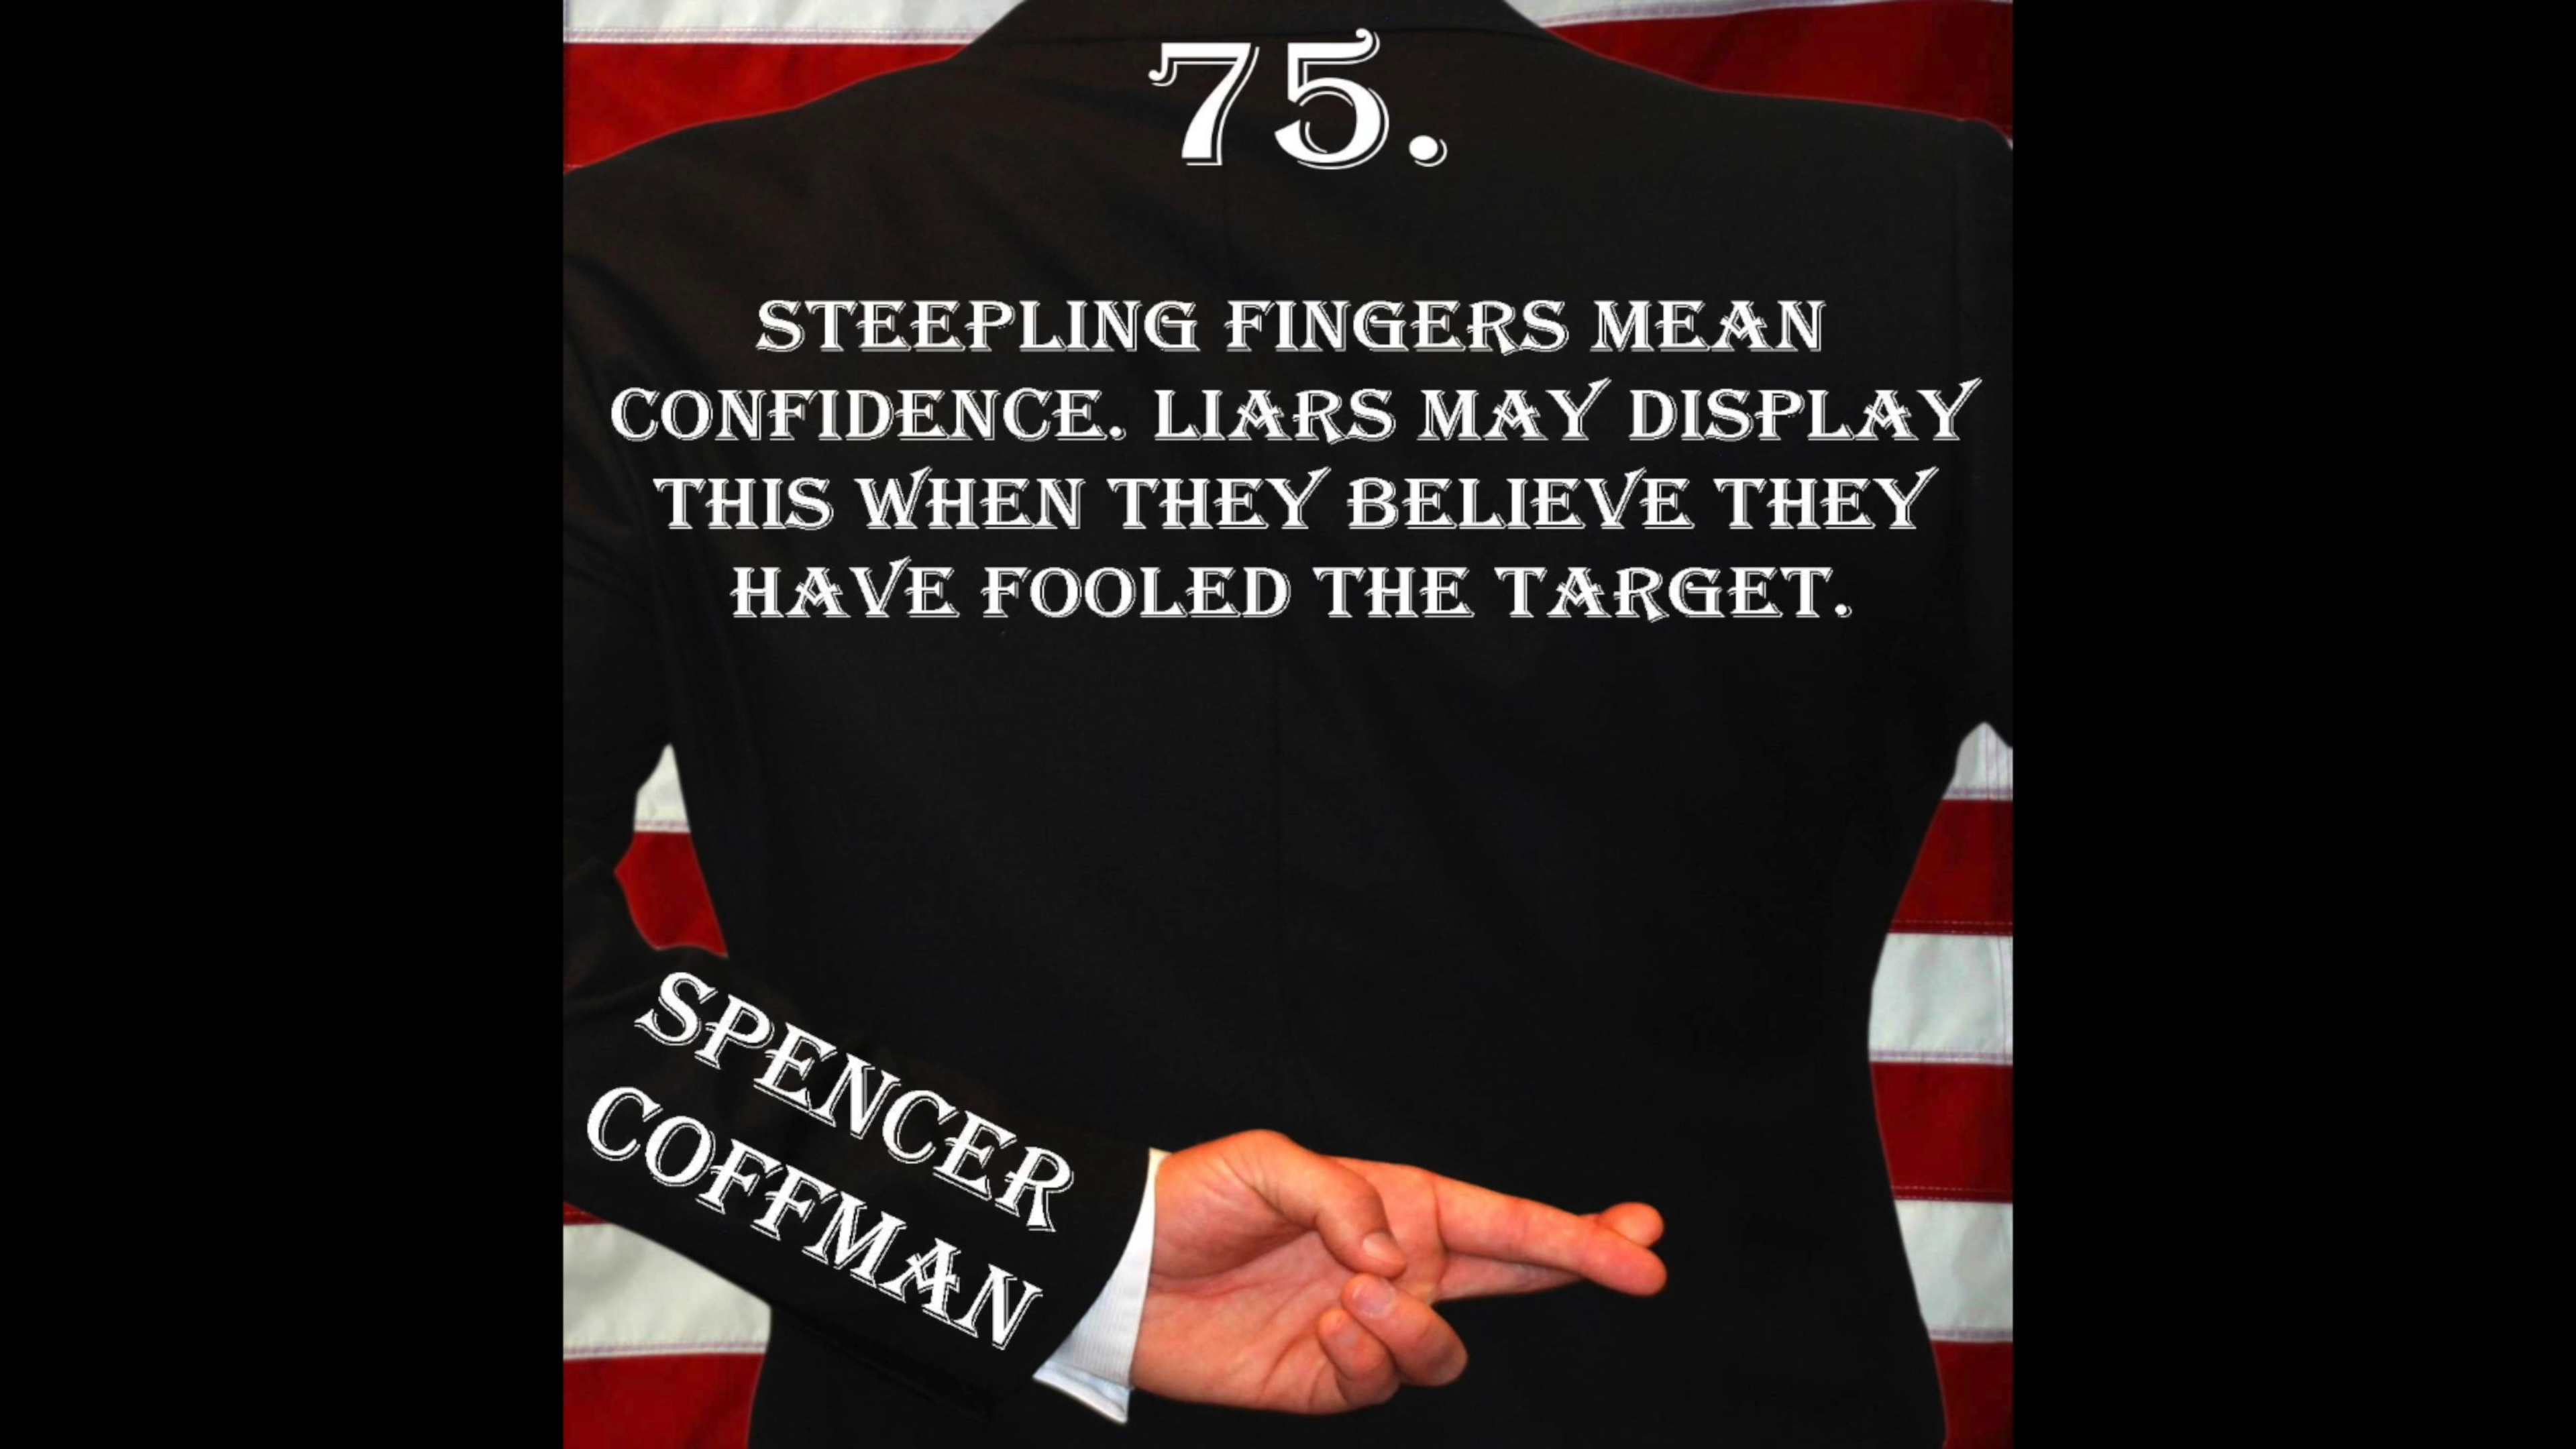 75.
STEEPLING FINGERS MEAN
CONFIDENCE. LIARS MAY DISPLAY
THIS WHEN THEY BELIEVE THEY
HAVE FOOLED THE TARGET.
SPENCER
COFFMAN